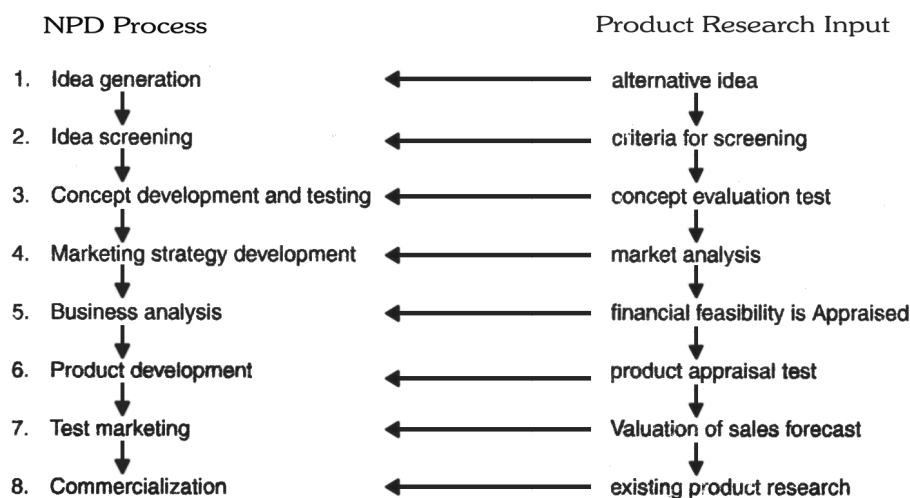 NPD Process Product Research Input
1. Idea generation alternative idea
2. Idea screening criteria for screening
3. Concept development and testing concept evaluation test
4. Marketing strategy development market analysis
5. Business analysis financial feasibility is Appraised
6. Product development product appraisal test
7. Test marketing Valuation of sales forecast
8. Commercialization existing product research